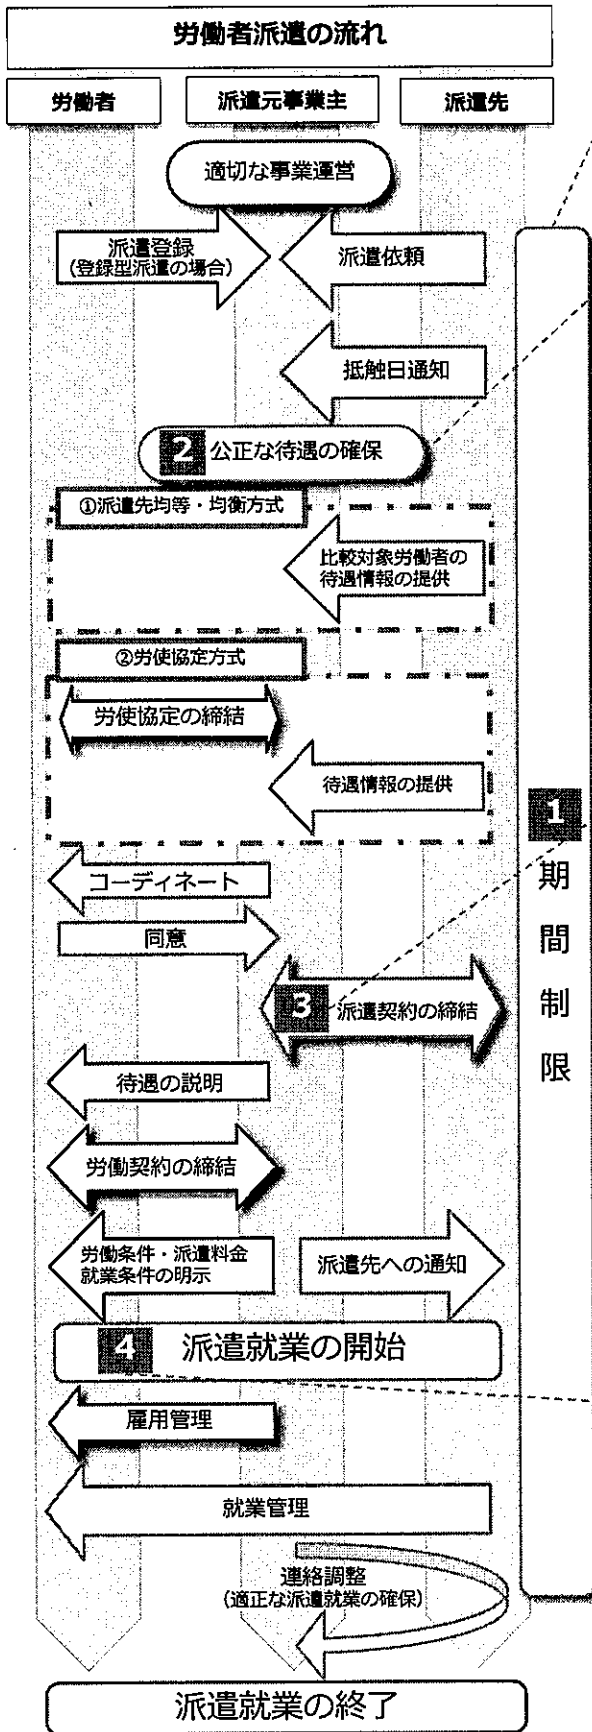 労働者派遣の流れ
労働者
派遣元事業主
派遣先
適切な事業運営
派遣登録
(登録型派遣の場合)
派遣依頼
抵触日通知
2 公正な待遇の確保
①派遣先均等・均衡方式
比較対象労働者の
待遇情報の提供
②労使協定方式
労使協定の締結
待遇情報の提供
1
期
間
制
限
コーディネート
同意
3 派遣契約の締結
待遇の説明
労働契約の締結
労働条件・派遣料金
就業条件の明示
派遣先への通知
4 派遣就業の開始
雇用管理
就業管理
連絡調整
(適正な派遣就業の確保)
派遣就業の終了